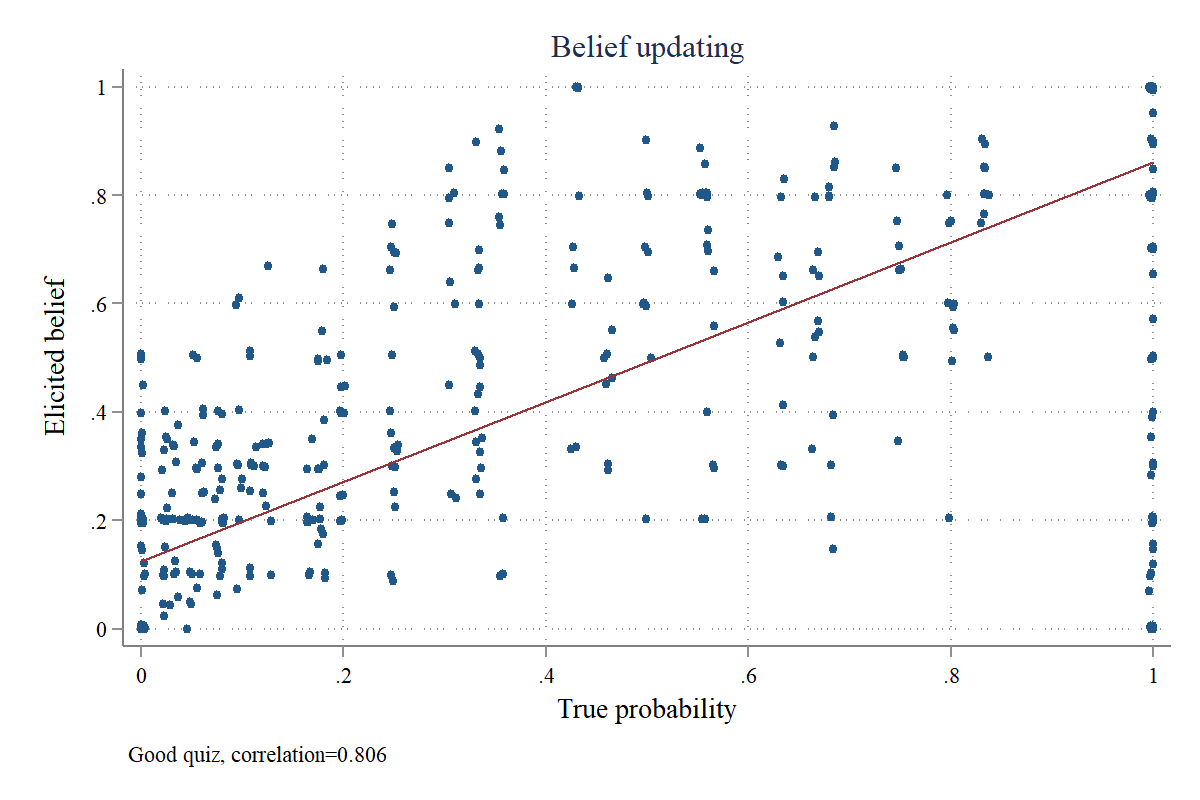 Belief updating
Elicited belief
1
.8
.6
.4
.2
0
0 .2 .4 .6 .8 1
True probability
Good quiz, correlation=0.806